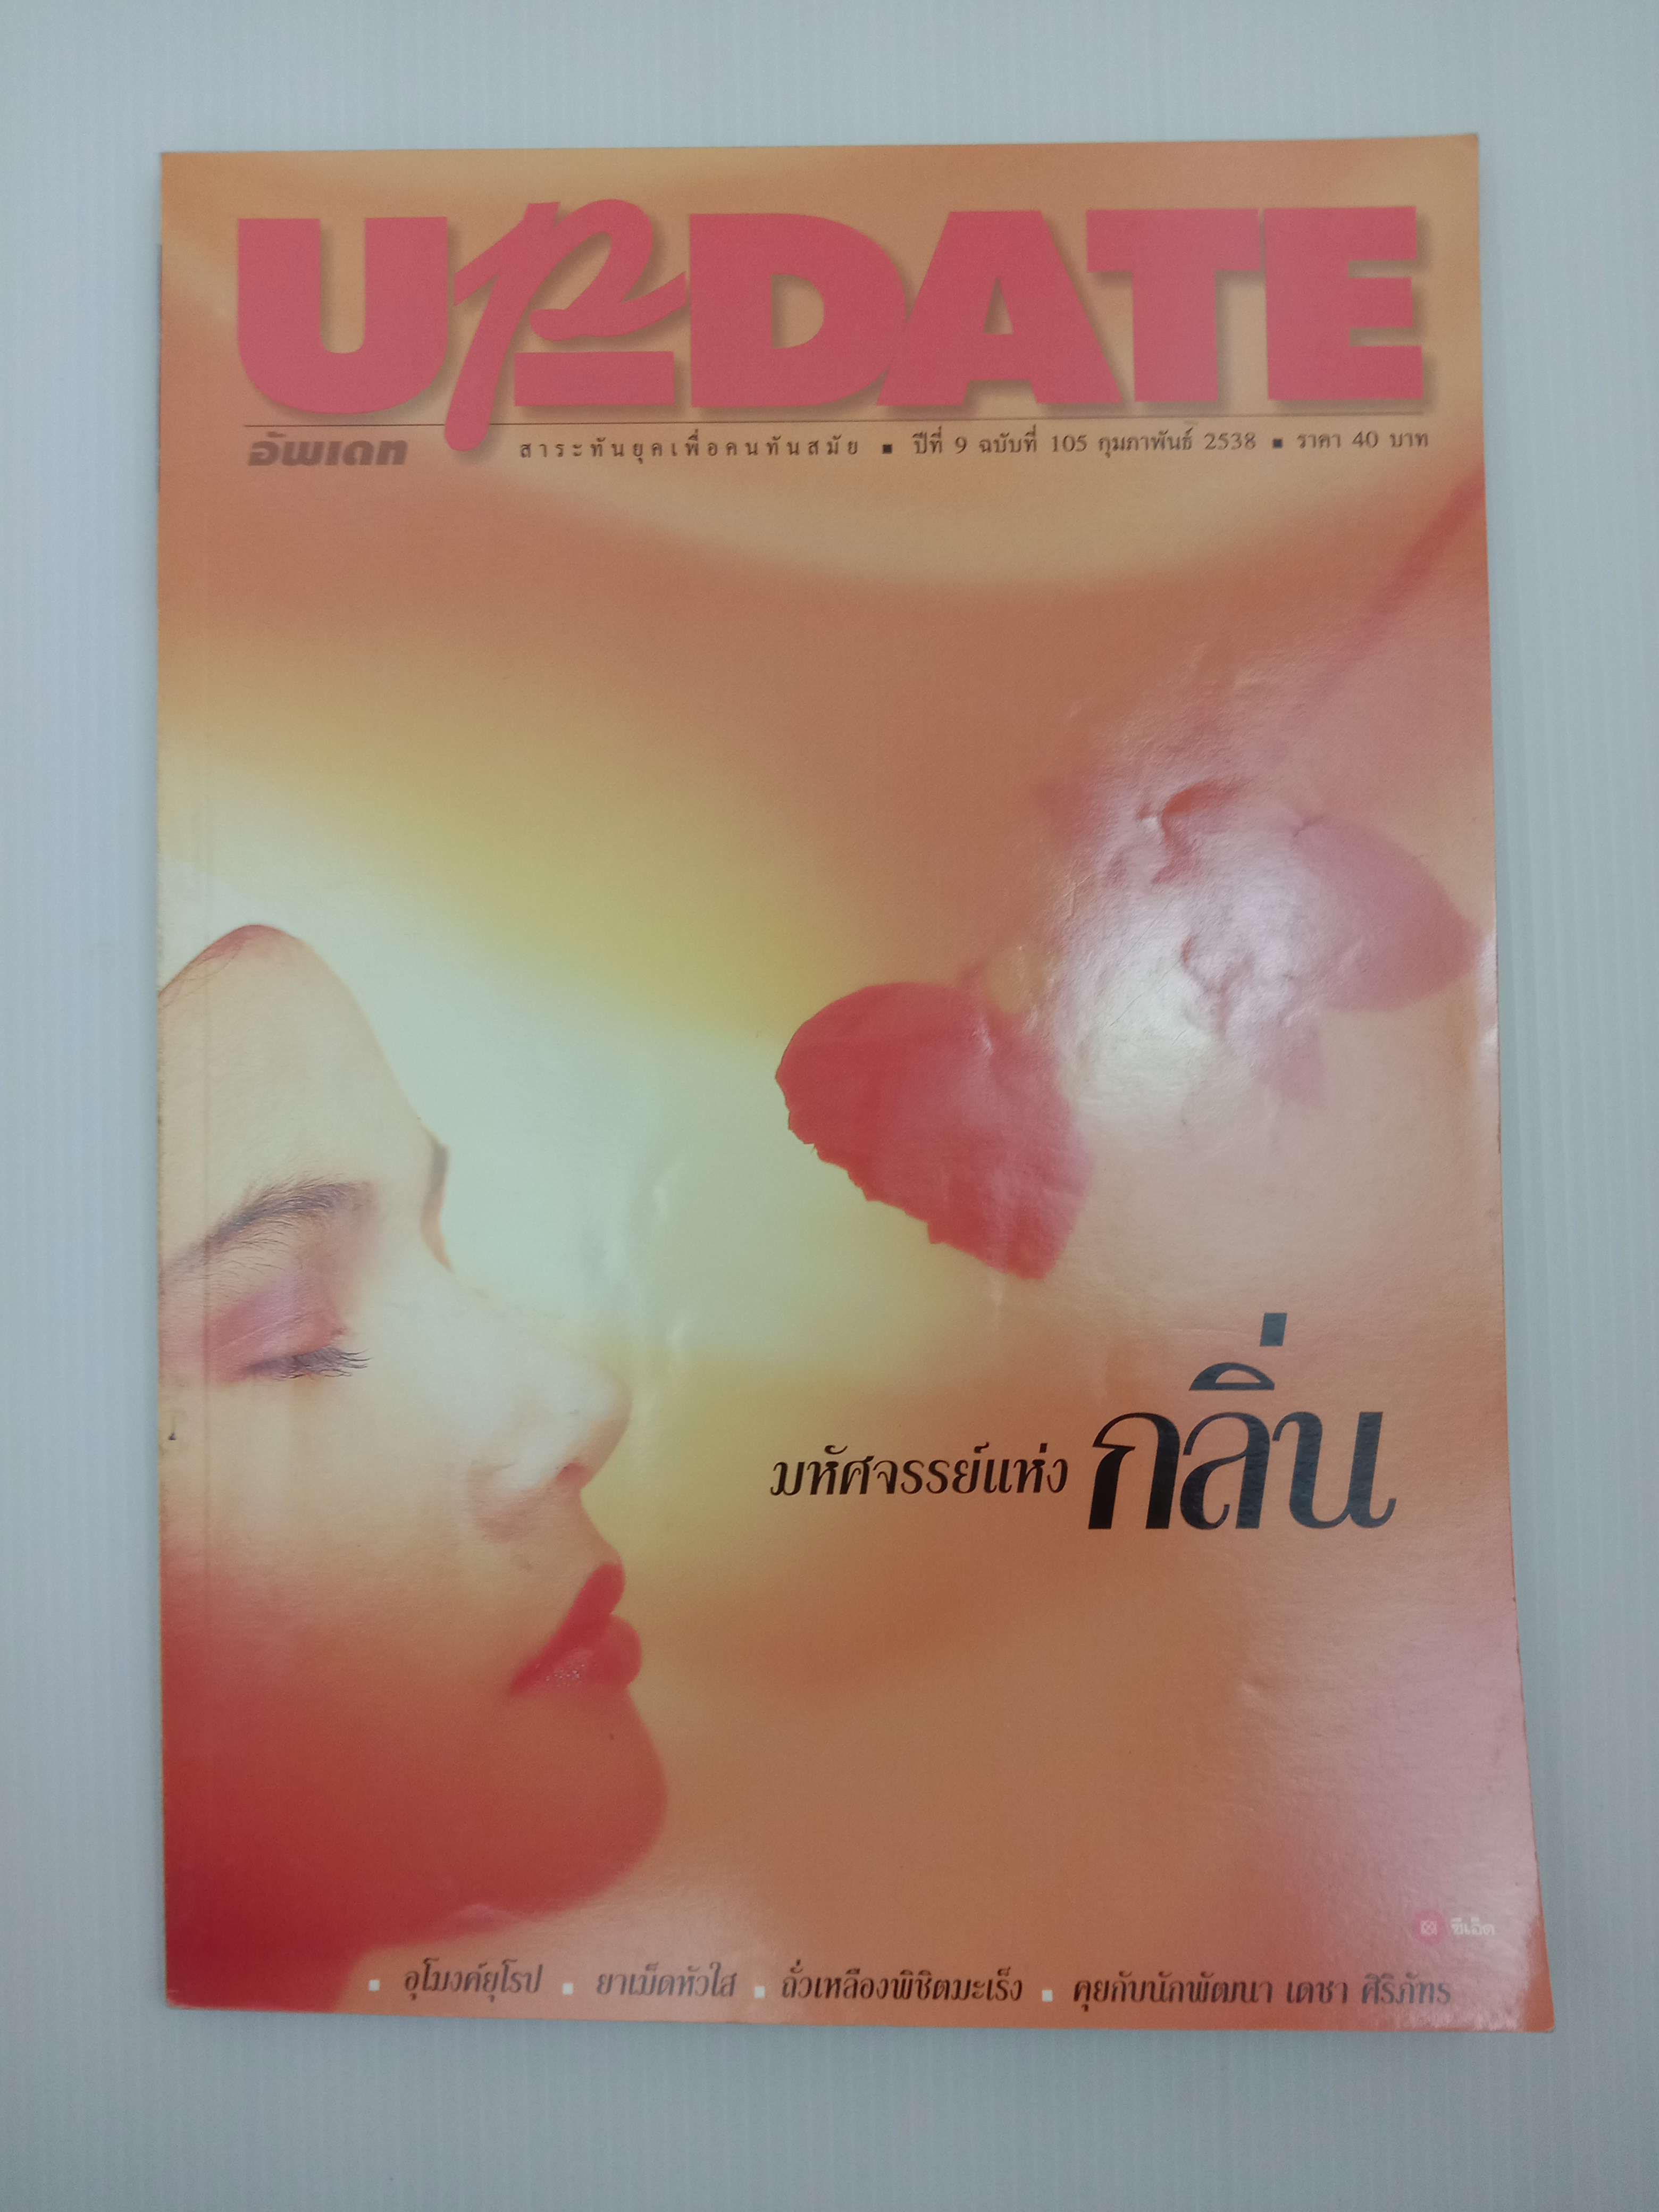 UPDATE
อัพเดท
สาระทันยุคเพื่อคนทันสมัย ■ ปีที่ 9 ฉบับที่ 105 กุมภาพันธ์ 2538 ■ ราคา 40 บาท
มหัศจรรย์แห่ง กลิ่น
ซีเอ็ด
▪ อุโมงค์ยุโรป ▪ ยาเม็ดหัวใส ▪ ถั่วเหลืองพิชิตมะเร็ง ▪ คุยกับนักพัฒนา เดชา ศิริภัทร